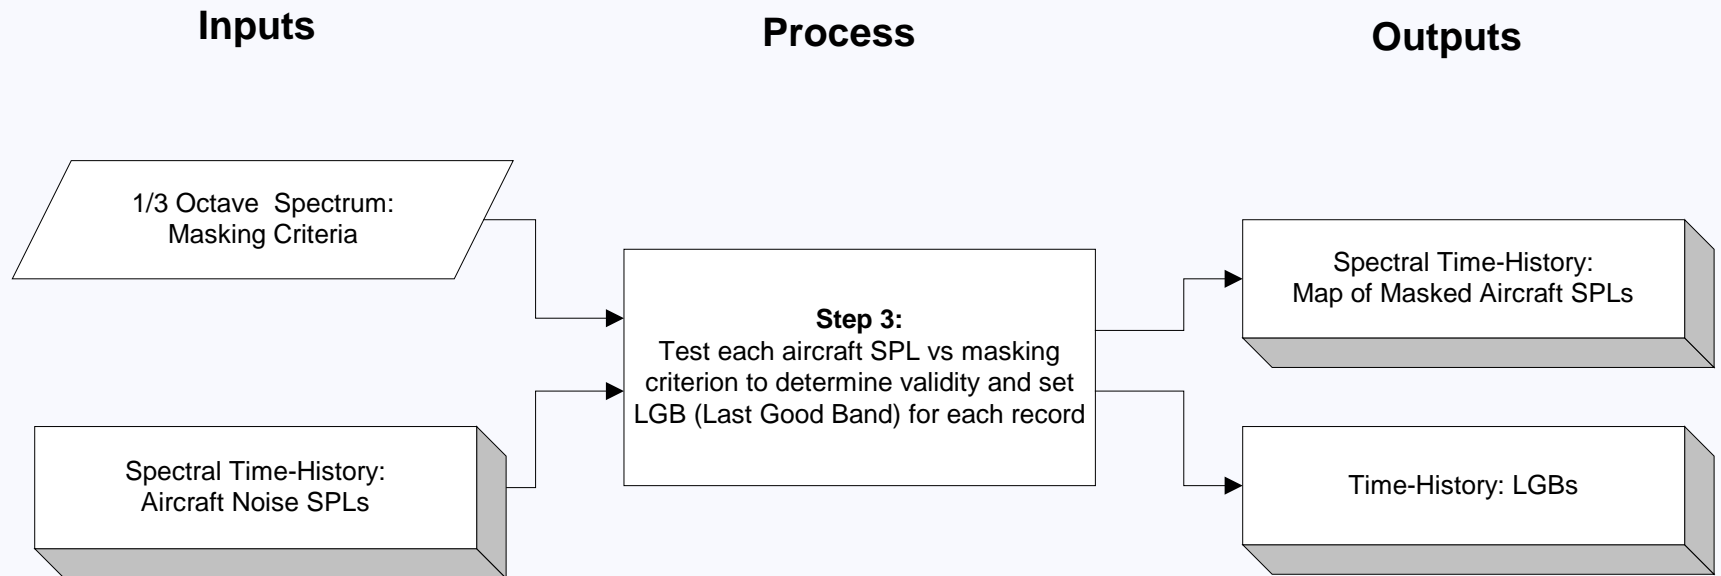 Inputs
Process
Outputs
1/3 Octave  Spectrum:
Masking Criteria
Spectral Time-History:
Aircraft Noise SPLs
Step 3:
Test each aircraft SPL vs masking
criterion to determine validity and set
LGB (Last Good Band) for each record
Spectral Time-History:
Map of Masked Aircraft SPLs
Time-History: LGBs